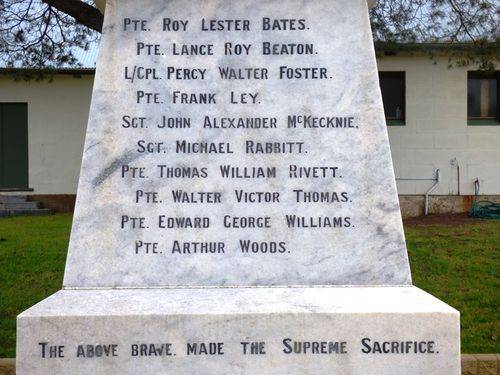 Pte. Roy Lester Bates.
Pte. Lance Roy Beaton.
L/Cpl. Percy Walter Foster.
Pte. Frank Ley.
Sgt. John Alexander McKecknie.
Sgt. Michael Rabbitt.
Pte. Thomas William Rivett.
Pte. Walter Victor Thomas.
Pte. Edward George Williams.
Pte. Arthur Woods.
The above brave. made the Supreme Sacrifice.